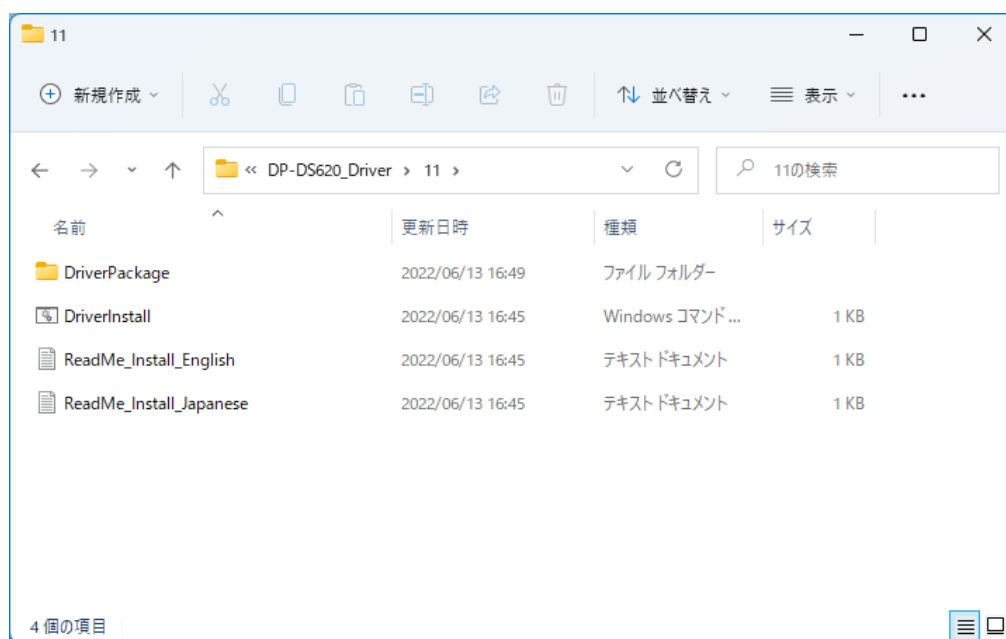 11
新規作成
並べ替え
表示
« DP-DS620_Driver › 11 ›
11の検索
名前 更新日時 種類 サイズ
DriverPackage 2022/06/13 16:49 ファイル フォルダー
DriverInstall 2022/06/13 16:45 Windows コマンド ... 1 KB
ReadMe_Install_English 2022/06/13 16:45 テキスト ドキュメント 1 KB
ReadMe_Install_Japanese 2022/06/13 16:45 テキスト ドキュメント 1 KB
4 個の項目